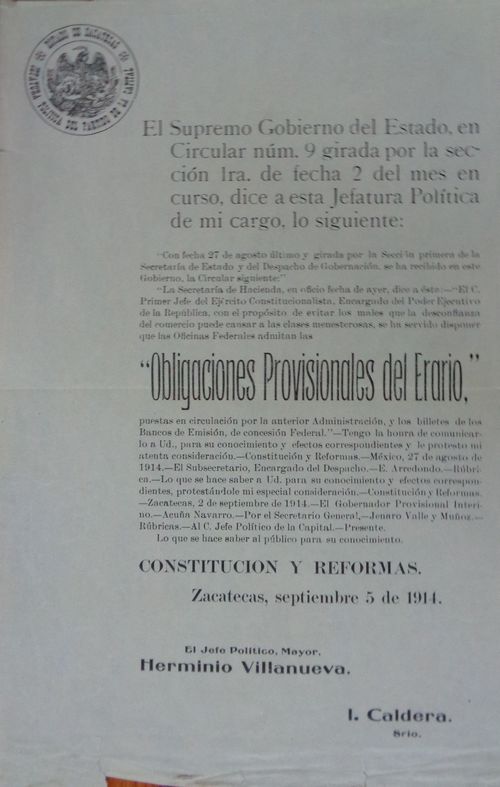 ESTADO DE ZACATECAS
JEFATURA POLITICA DEL PARTIDO DE LA CAPITAL
El Supremo Gobierno del Estado, en
Circular núm. 9 girada por la sec-
ción 1ra. de fecha 2 del mes en
curso, dice a esta Jefatura Política
de mi cargo, lo siguiente:
"Con fecha 27 de agosto último y girada por la Sección primera de la
Secretaría de Estado y del Despacho de Gobernación, se ha recibido en este
Gobierno, la Circular siguiente:"
"La Secretaría de Hacienda, en oficio fecha de ayer, dice a ésta:—"El C.
Primer Jefe del Ejército Constitucionalista, Encargado del Poder Ejecutivo
de la República, con el propósito de evitar los males que la desconfianza
del comercio puede causar a las clases menesterosas, se ha servido disponer
que las Oficinas Federales admitan las
"Obligaciones Provisionales del Erario,"
puestas en circulación por la anterior Administración, y los billetes de los
Bancos de Emisión, de concesión Federal."—Tengo la honra de comunicar-
lo a Ud., para su conocimiento y efectos correspondientes y le protesto mi
atenta consideración.—Constitución y Reformas.—México, 27 de agosto de
1914.—El Subsecretario, Encargado del Despacho.—E. Arredondo.—Rúbri-
ca.—Lo que se hace saber a Ud. para su conocimiento y efectos correspon-
dientes, protestándole mi especial consideración.—Constitución y Reformas.
—Zacatecas, 2 de septiembre de 1914.—El Gobernador Provisional Interi-
no.—Acuña Navarro.—Por el Secretario General,—Jenaro Valle y Muñoz.—
Rúbricas.—Al C. Jefe Político de la Capital.—Presente.
Lo que se hace saber al público para su conocimiento.
CONSTITUCION Y REFORMAS.
Zacatecas, septiembre 5 de 1914.
El Jefe Político, Mayor,
Herminio Villanueva.
I. Caldera.
Srio.